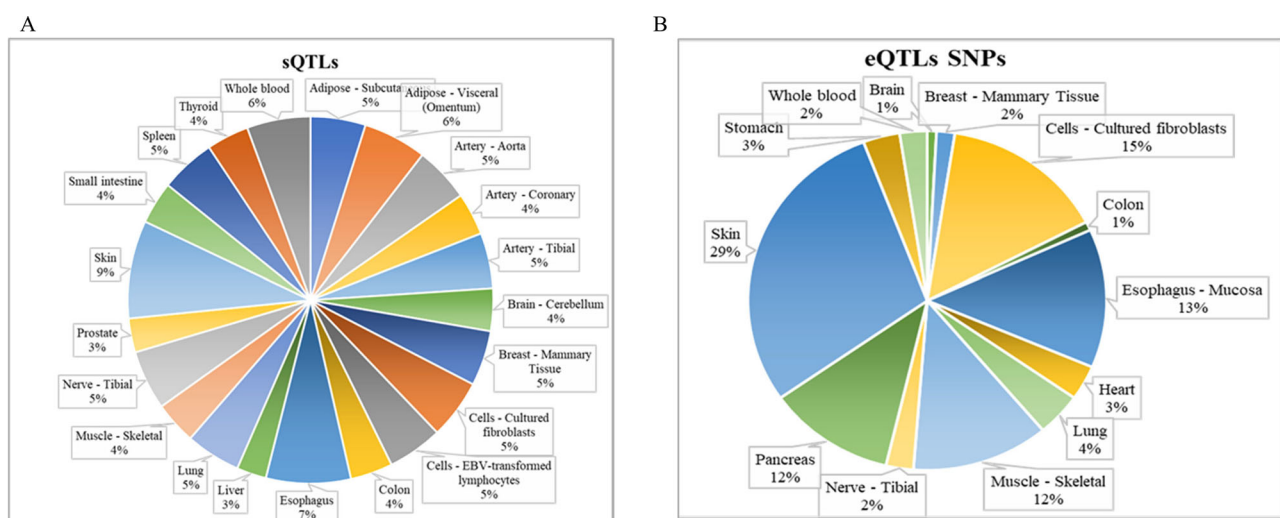 A
sQTLs
Whole blood
6%
Adipose - Subcuta
5%
Adipose - Visceral
(Omentum)
6%
Artery - Aorta
5%
Artery - Coronary
4%
Artery - Tibial
5%
Brain - Cerebellum
4%
Breast - Mammary
Tissue
5%
Cells - Cultured
fibroblasts
5%
Cells - EBV-transformed
lymphocytes
5%
Colon
4%
Esophagus
7%
Liver
3%
Lung
5%
Muscle - Skeletal
4%
Nerve - Tibial
5%
Prostate
3%
Skin
9%
Small intestine
4%
Spleen
5%
Thyroid
4%
B
eQTLs SNPs
Brain
1%
Breast - Mammary Tissue
2%
Cells - Cultured fibroblasts
15%
Colon
1%
Esophagus - Mucosa
13%
Heart
3%
Lung
4%
Muscle - Skeletal
12%
Nerve - Tibial
2%
Pancreas
12%
Skin
29%
Stomach
3%
Whole blood
2%